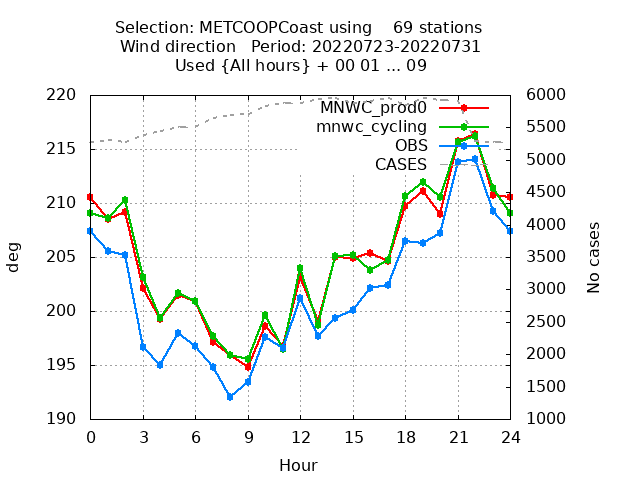 Selection: METCOOPCoast using    69 stations
Wind direction   Period: 20220723-20220731
Used {All hours} + 00 01 ... 09
220 6000
MNWC_prod0
mnwc_cycling
OBS
CASES
215
210
205
200
195
190
5500
5000
4500
4000
3500
3000
2500
2000
1500
1000
deg
No cases
0 3 6 9 12 15 18 21 24
Hour